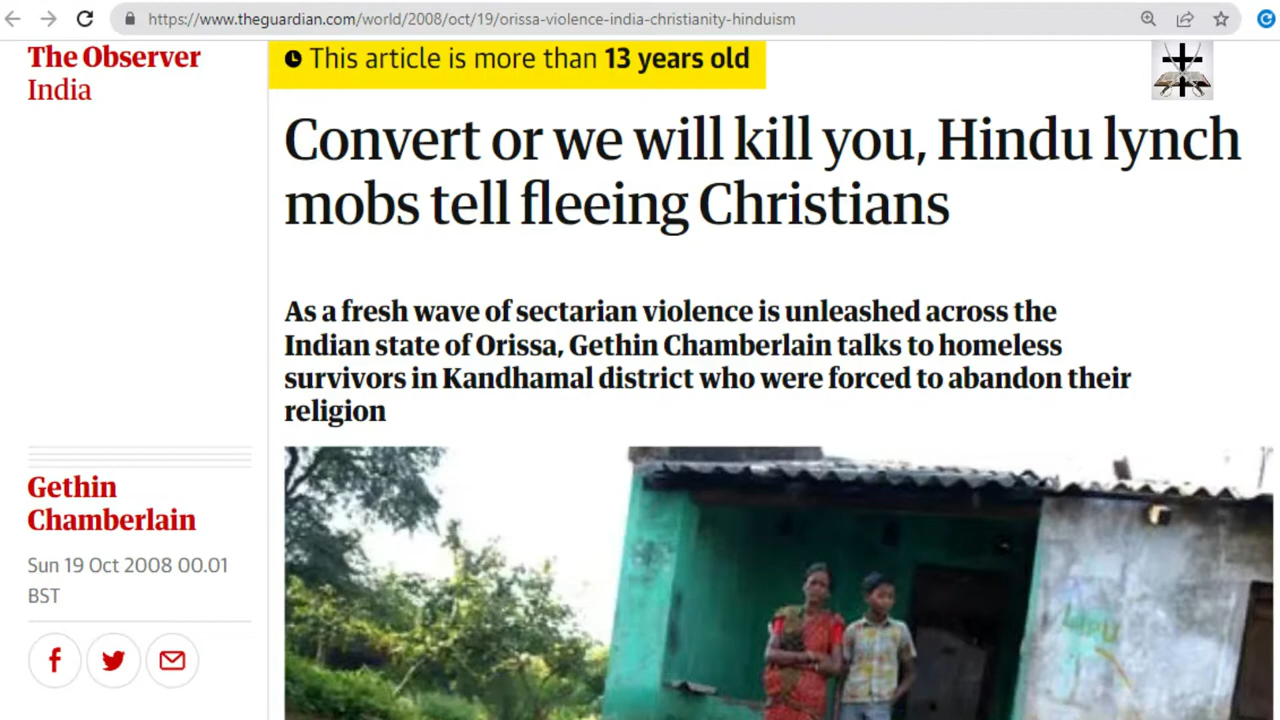 https://www.theguardian.com/world/2008/oct/19/orissa-violence-india-christianity-hinduism
The Observer
India
This article is more than 13 years old
Convert or we will kill you, Hindu lynch
mobs tell fleeing Christians
As a fresh wave of sectarian violence is unleashed across the
Indian state of Orissa, Gethin Chamberlain talks to homeless
survivors in Kandhamal district who were forced to abandon their
religion
Gethin
Chamberlain
Sun 19 Oct 2008 00.01
BST